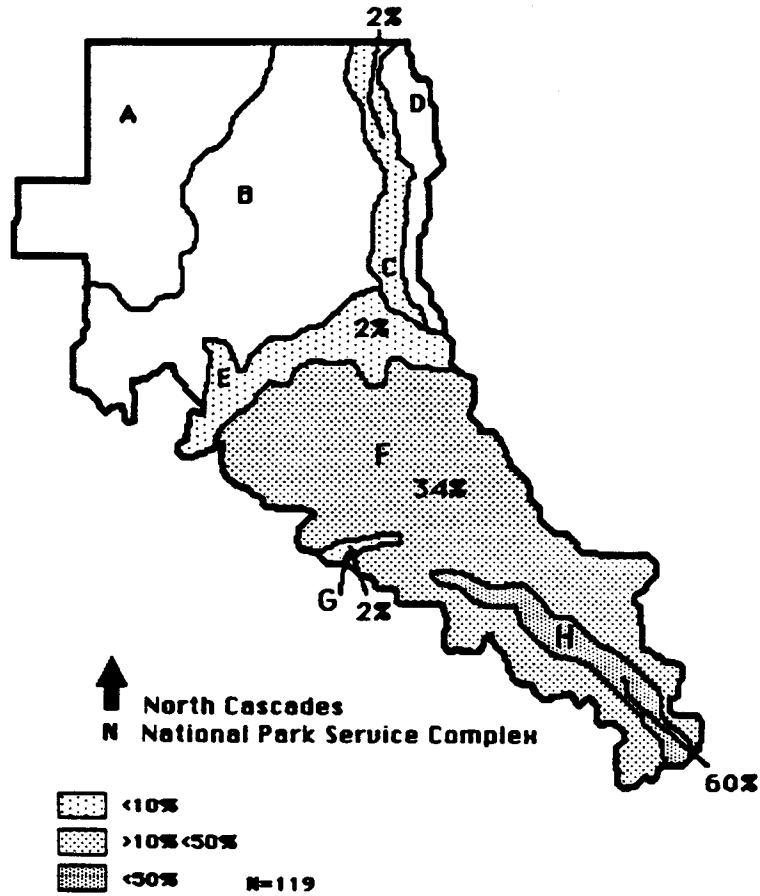 2%
A
D
B
C
2%
E
F
34%
G
2%
H
North Cascades
N National Park Service Complex
60%
<10%
>10%<50%
<50% N=119